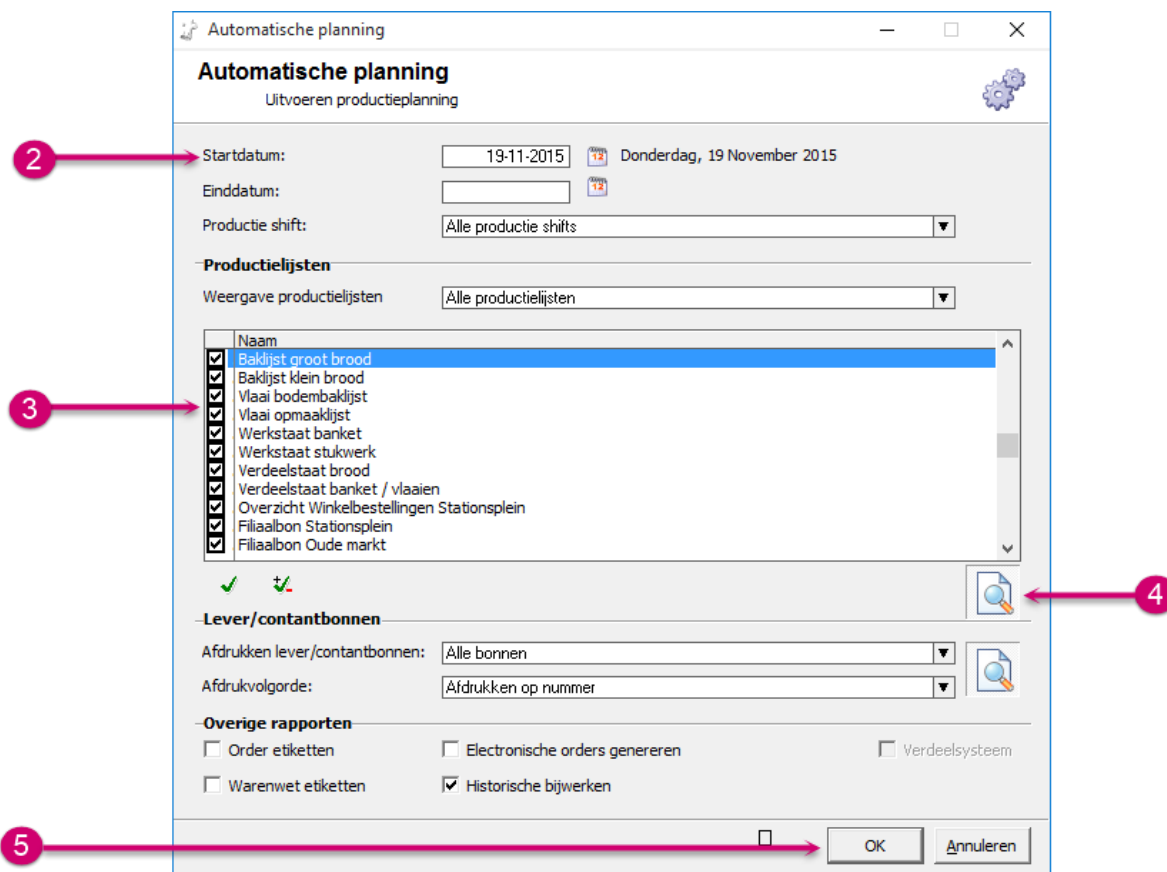 Automatische planning
Automatische planning
Uitvoeren productieplanning
2
Startdatum: 19-11-2015 12 Donderdag, 19 November 2015
Einddatum: 12
Productie shift: Alle productie shifts
Productielijsten
Weergave productielijsten Alle productielijsten
Naam
Baklijst groot brood
Baklijst klein brood
Vlaai bodembaklijst
3
Vlaai opmaaklijst
Werkstaat banket
Werkstaat stukwerk
Verdeelstaat brood
Verdeelstaat banket / vlaaien
Overzicht Winkelbestellingen Stationsplein
Filiaalbon Stationsplein
Filiaalbon Oude markt
4
Lever/contantbonnen
Afdrukken lever/contantbonnen: Alle bonnen
Afdrukvolgorde: Afdrukken op nummer
Overige rapporten
Order etiketten Electronische orders genereren Verdeelsysteem
Warenwet etiketten Historische bijwerken
5
OK Annuleren